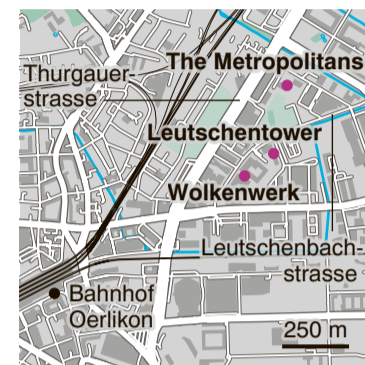 The Metropolitans
Thurgauer-
strasse
Leutschentower
Wolkenwerk
Leutschenbach-
strasse
Bahnhof
Oerlikon
250 m